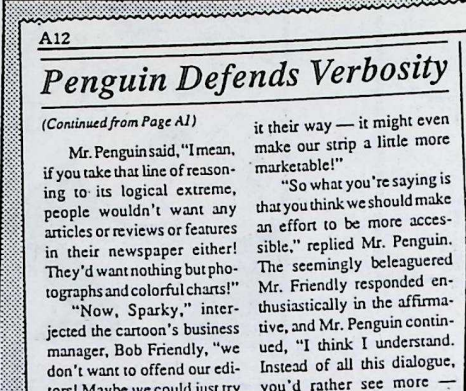 A12
Penguin Defends Verbosity
(Continued from Page A1)
Mr. Penguin said, "I mean,
if you take that line of reason-
ing to its logical extreme,
people wouldn't want any
articles or reviews or features
in their newspaper either!
They'd want nothing but pho-
tographs and colorful charts!"
"Now, Sparky," inter-
jected the cartoon's business
manager, Bob Friendly, "we
don't want to offend our edi-
tors! Maybe we could just try
it their way — it might even
make our strip a little more
marketable!"
"So what you're saying is
that you think we should make
an effort to be more acces-
sible," replied Mr. Penguin.
The seemingly beleaguered
Mr. Friendly responded en-
thusiastically in the affirma-
tive, and Mr. Penguin contin-
ued, "I think I understand.
Instead of all this dialogue,
you'd rather see more —